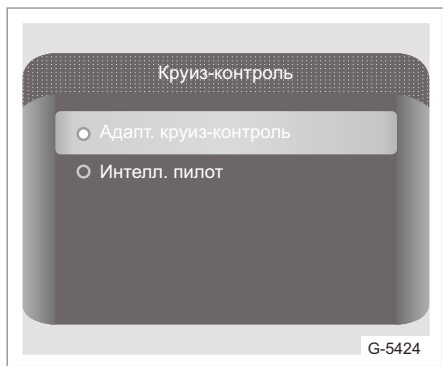 Круиз-контроль
Адапт. круиз-контроль
Интелл. пилот
G-5424